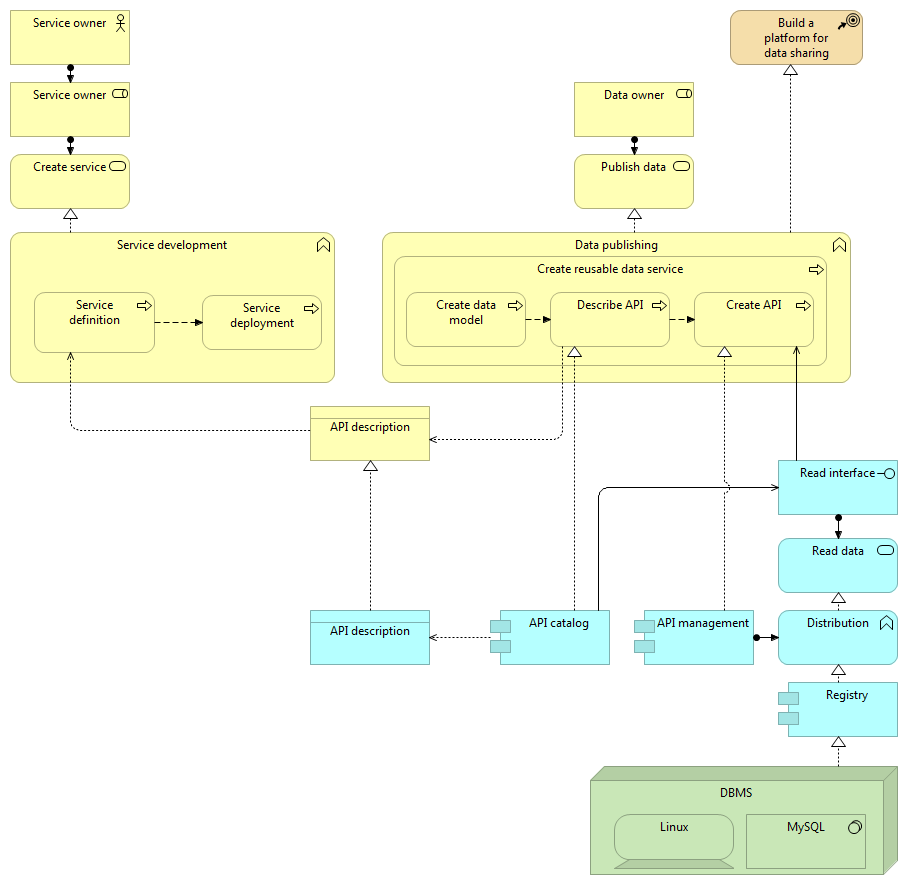 Service owner
Build a
platform for
data sharing
Service owner
Data owner
Create service
Publish data
Service development
Data publishing
Create reusable data service
Service
definition
Service
deployment
Create data
model
Describe API
Create API
API description
Read interface
Read data
API description
API catalog
API management
Distribution
Registry
DBMS
Linux
MySQL